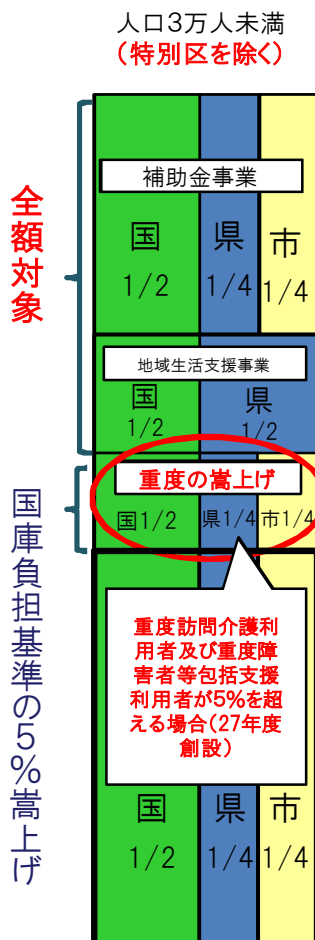 人口3万人未満
（特別区を除く）
全額対象
補助金事業
国
1/2
県
1/4
市
1/4
地域生活支援事業
国
1/2
県
1/2
重度の嵩上げ
国1/2
県1/4
市1/4
国庫負担基準の5%嵩上げ
重度訪問介護利
用者及び重度障
害者等包括支援
利用者が5%を超
える場合（27年度
創設）
国
1/2
県
1/4
市
1/4